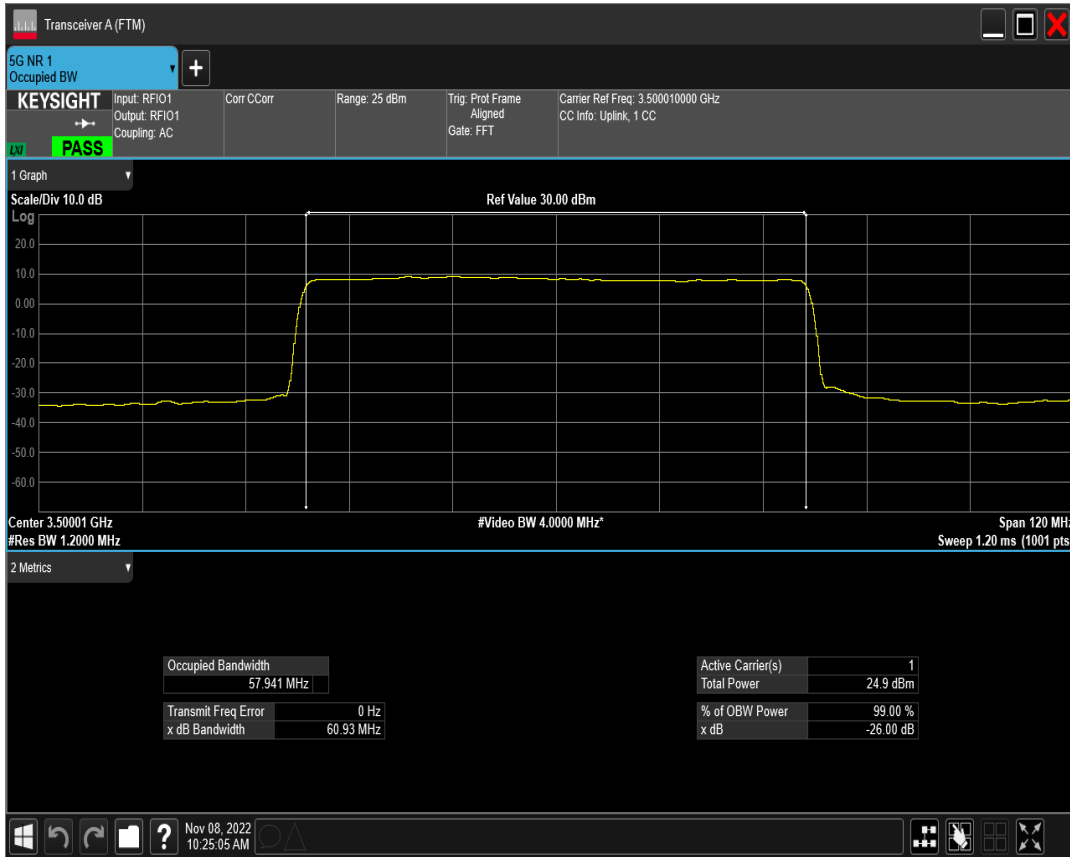 Transceiver A (FTM)
5G NR 1
Occupied BW
+
KEYSIGHT
LXI
PASS
Input: RFIO1
Output: RFIO1
Coupling: AC
Corr CCorr
Range: 25 dBm
Trig: Prot Frame
Aligned
Gate: FFT
Carrier Ref Freq: 3.500010000 GHz
CC Info: Uplink, 1 CC
1 Graph
Scale/Div 10.0 dB
Ref Value 30.00 dBm
Log
20.0
10.0
0.00
-10.0
-20.0
-30.0
-40.0
-50.0
-60.0
Center 3.50001 GHz
#Video BW 4.0000 MHz*
Span 120 MHz
#Res BW 1.2000 MHz
Sweep 1.20 ms (1001 pts
2 Metrics
Occupied Bandwidth
57.941 MHz
Transmit Freq Error 0 Hz
x dB Bandwidth 60.93 MHz
Active Carrier(s) 1
Total Power 24.9 dBm
% of OBW Power 99.00 %
x dB -26.00 dB
?
Nov 08, 2022
10:25:05 AM